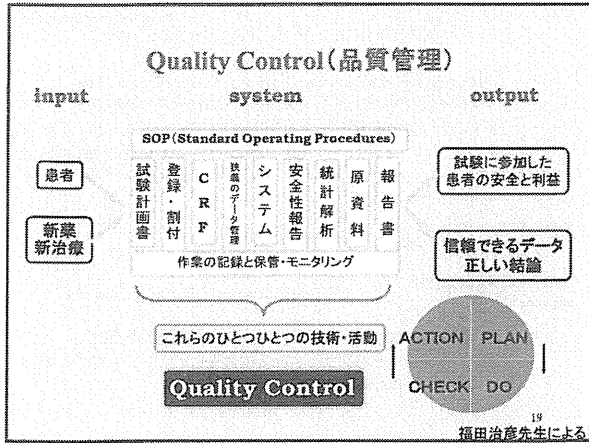 Quality Control（品質管理）
input
system
output
SOP（Standard Operating Procedures）
患者
新薬
新治療
試験計画書
登録・割付
CRF
狭義のデータ管理
システム
安全性報告
統計解析
原資料
報告書
作業の記録と保管・モニタリング
試験に参加した
患者の安全と利益
信頼できるデータ
正しい結論
これらのひとつひとつの技術・活動
Quality Control
ACTION
PLAN
CHECK
DO
19
福田治彦先生による